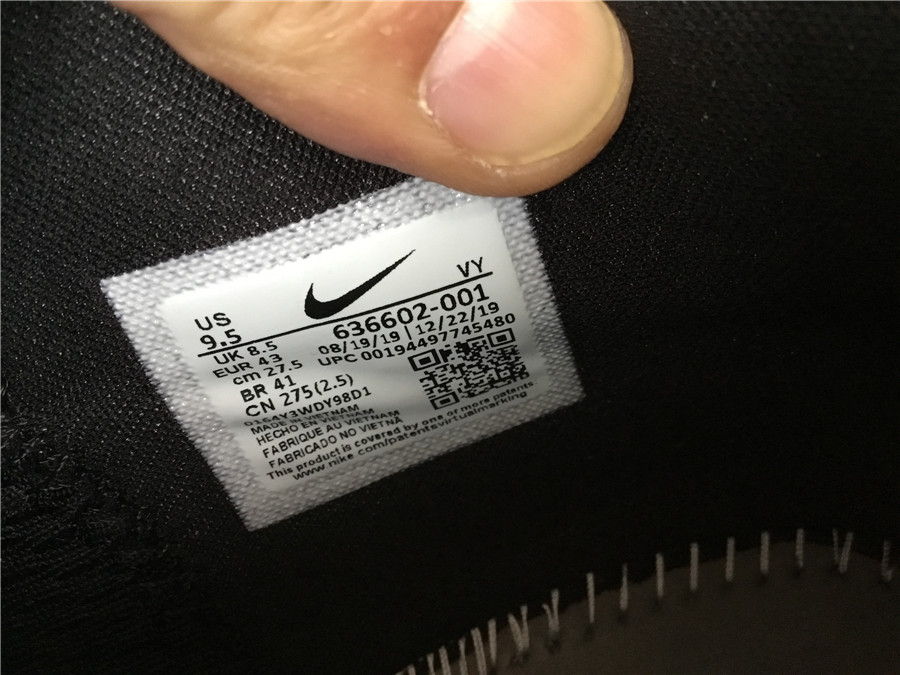 VY
US
9.5
636602-001
UK 8.5
08/19/19 | 12/22/19
EUR 43
UPC 00194497745480
cm 27.5
BR 41
CN 275(2.5)
0164Y3WDY98D1
MADE IN VIETNAM
HECHO EN VIETNAM
FABRIQUE AU VIETNAM
FABRICADO NO VIETNÃ
This product is covered by one or more patents
www.nike.com/patentsvirtualmarking